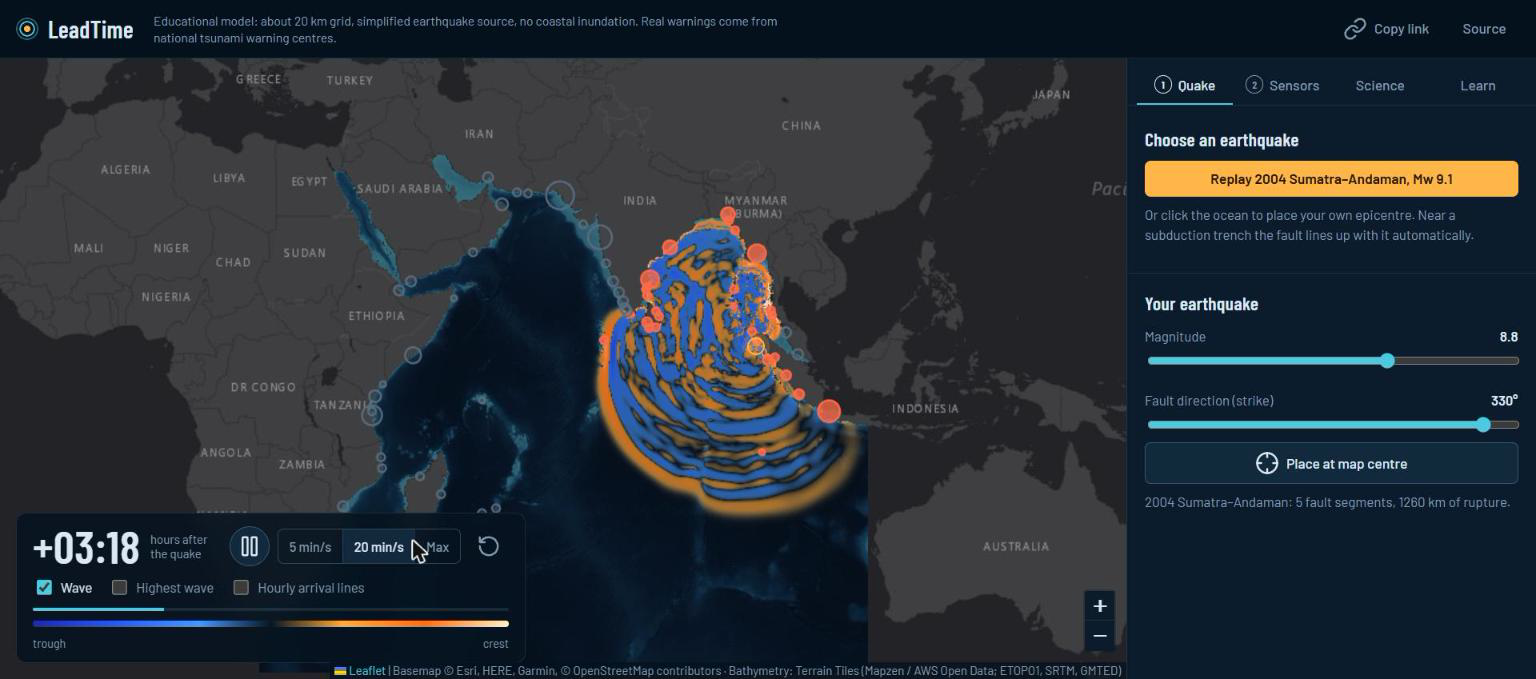 LeadTime
Educational model: about 20 km grid, simplified earthquake source, no coastal inundation. Real warnings come from
national tsunami warning centres.
Copy link
Source
1 Quake
2 Sensors
Science
Learn
Choose an earthquake
Replay 2004 Sumatra–Andaman, Mw 9.1
Or click the ocean to place your own epicentre. Near a
subduction trench the fault lines up with it automatically.
Your earthquake
Magnitude
8.8
Fault direction (strike)
330°
Place at map centre
2004 Sumatra–Andaman: 5 fault segments, 1260 km of rupture.
GREECE
TURKEY
JAPAN
CHINA
IRAN
ALGERIA
LIBYA
EGYPT
SAUDI ARABIA
INDIA
MYANMAR
(BURMA)
Paci
MALI
NIGER
CHAD
SUDAN
NIGERIA
ETHIOPIA
DR CONGO
TANZANI
INDONESIA
ANGOLA
ZAMBIA
AUSTRALIA
+03:18
hours after
the quake
5 min/s
20 min/s
Max
Wave
Highest wave
Hourly arrival lines
trough
crest
+
−
Leaflet | Basemap © Esri, HERE, Garmin, © OpenStreetMap contributors · Bathymetry: Terrain Tiles (Mapzen / AWS Open Data; ETOPO1, SRTM, GMTED)